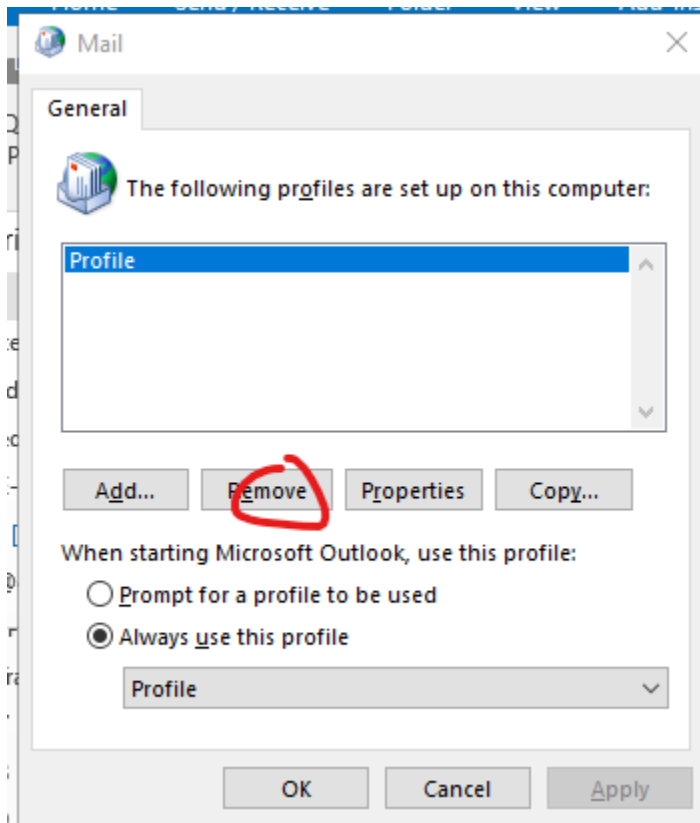 Mail
General
The following profiles are set up on this computer:
Profile
Add... Remove Properties Copy...
When starting Microsoft Outlook, use this profile:
Prompt for a profile to be used
Always use this profile
Profile
OK Cancel Apply